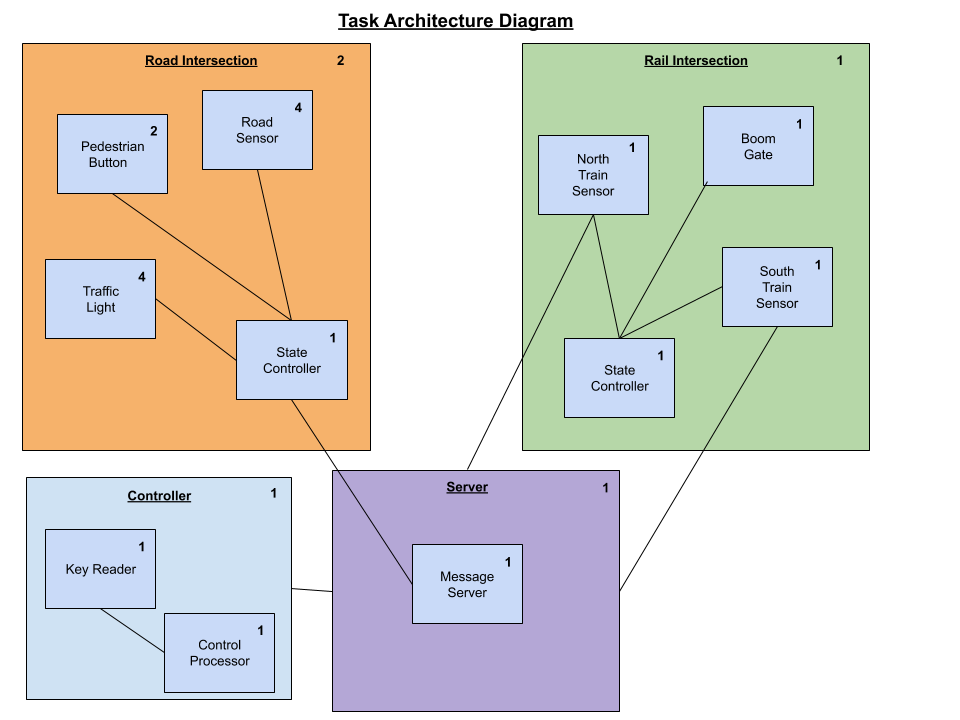 Task Architecture Diagram
Road Intersection 2
Pedestrian
Button
2
Road
Sensor
4
Traffic
Light
4
State
Controller
1
Rail Intersection 1
North
Train
Sensor
1
Boom
Gate
1
South
Train
Sensor
1
State
Controller
1
Controller 1
Key Reader
1
Control
Processor
1
Server 1
Message
Server
1